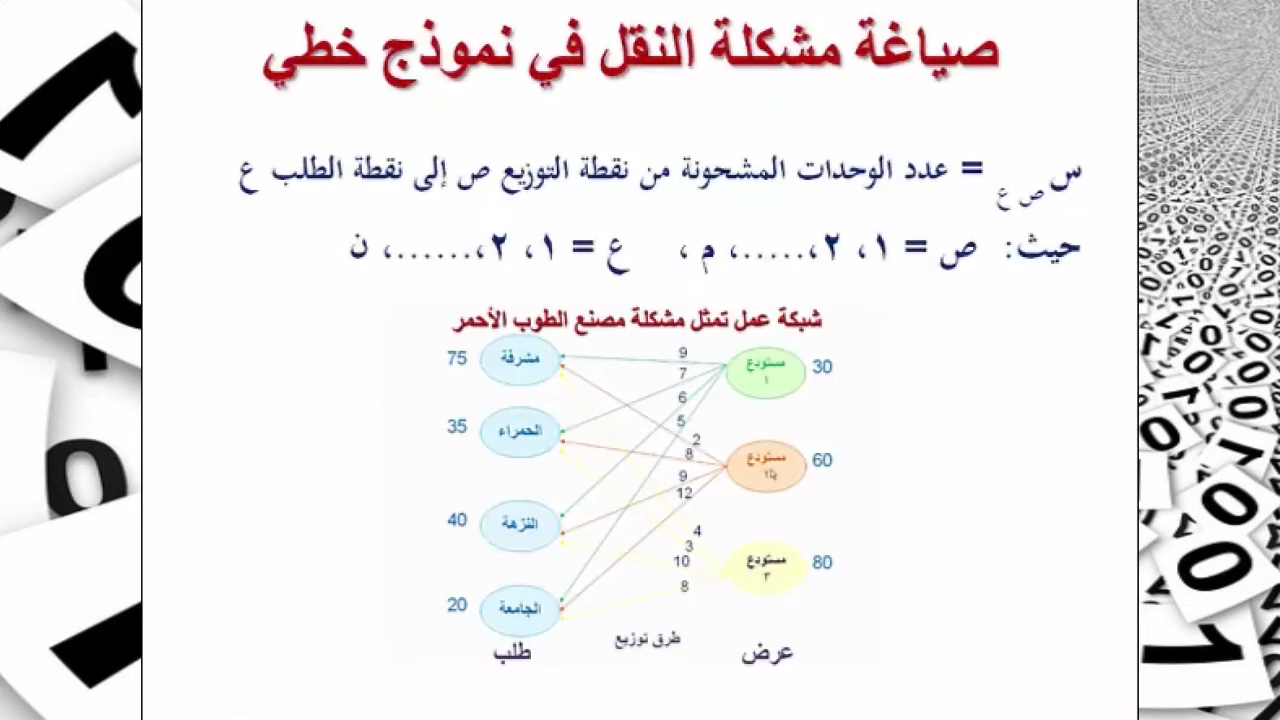 صياغة مشكلة النقل في نموذج خطي
س ص ع = عدد الوحدات المشحونة من نقطة التوزيع ص إلى نقطة الطلب ع
حيث: ص = ١، ٢،.....، م ، ع = ١، ٢،......، ن
شبكة عمل تمثل مشكلة مصنع الطوب الأحمر
مستودع ١ 30
مستودع 60
مستودع ٣ 80
9
7
6
5
2
8
9
12
4
3
10
8
مشرفة 75
الحمراء 35
النزهة 40
الجامعة 20
عرض
طرق توزيع
طلب